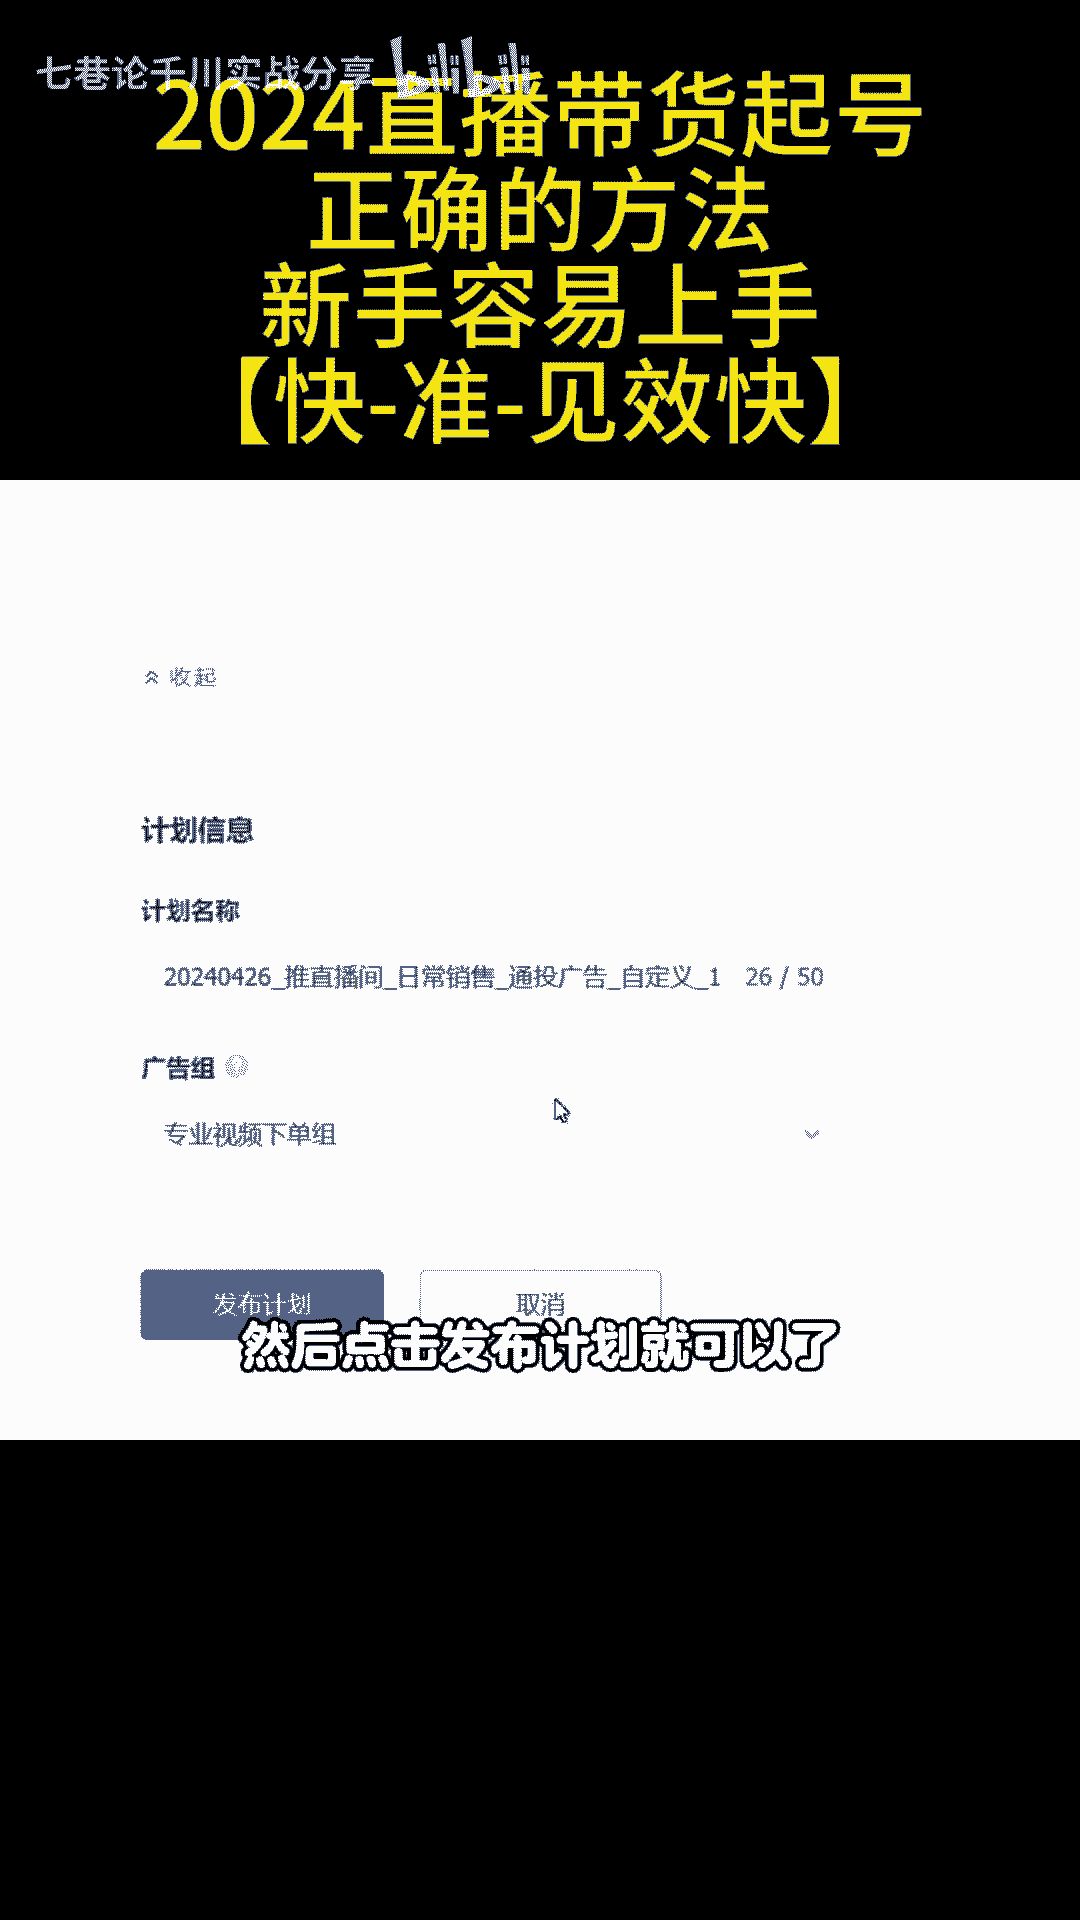 七巷论千川实战分享 bilibili
2024直播带货起号
正确的方法
新手容易上手
【快-准-见效快】
收起
计划信息
计划名称
20240426_推直播间_日常销售_通投广告_自定义_1 26 / 50
广告组
专业视频下单组
发布计划 取消
然后点击发布计划就可以了